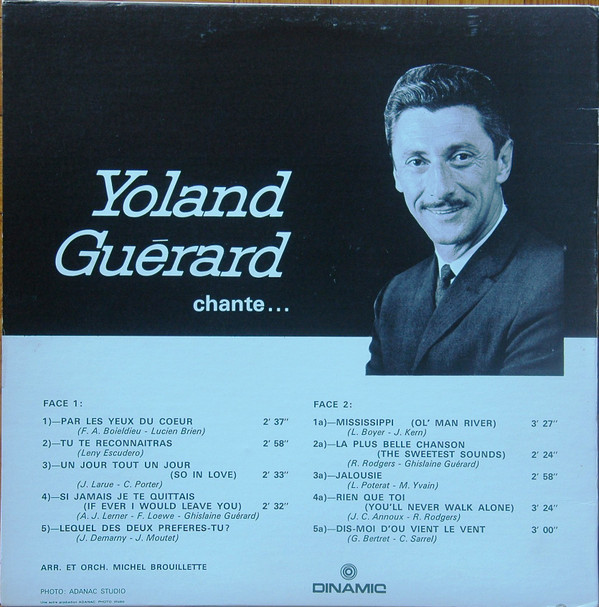 Yoland
Guérard
chante...
FACE 1:
1)—PAR LES YEUX DU COEUR 2' 37"
(F. A. Boieldieu - Lucien Brien)
2)—TU TE RECONNAITRAS 2' 58"
(Leny Escudero)
3)—UN JOUR TOUT UN JOUR
(SO IN LOVE) 2' 33"
(J. Larue - C. Porter)
4)—SI JAMAIS JE TE QUITTAIS
(IF EVER I WOULD LEAVE YOU) 2' 32"
(A. J. Lerner - F. Loewe - Ghislaine Guérard)
5)—LEQUEL DES DEUX PREFERES-TU?
(J. Demarny - J. Moutet)
ARR. ET ORCH. MICHEL BROUILLETTE
PHOTO: ADANAC STUDIO
FACE 2:
1a)—MISSISSIPPI (OL' MAN RIVER) 3' 27"
(L. Boyer - J. Kern)
2a)—LA PLUS BELLE CHANSON
(THE SWEETEST SOUNDS) 2' 24"
(R. Rodgers - Ghislaine Guérard)
3a)—JALOUSIE 2' 58"
(L. Poterat - M. Yvain)
4a)—RIEN QUE TOI
(YOU'LL NEVER WALK ALONE) 3' 24"
(J. C. Annoux - R. Rodgers)
5a)—DIS-MOI D'OU VIENT LE VENT 3' 00"
(G. Bertret - C. Sarrel)
DINAMIC